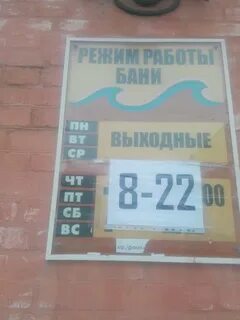 РЕЖИМ РАБОТЫ
БАНИ
ПН
ВТ ВЫХОДНЫЕ
СР
ЧТ
ПТ 8-22 00
СБ
ВС